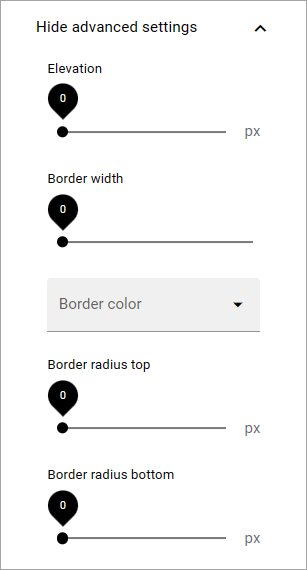 Hide advanced settings
Elevation
0
px
Border width
0
Border color
Border radius top
0
px
Border radius bottom
0
px